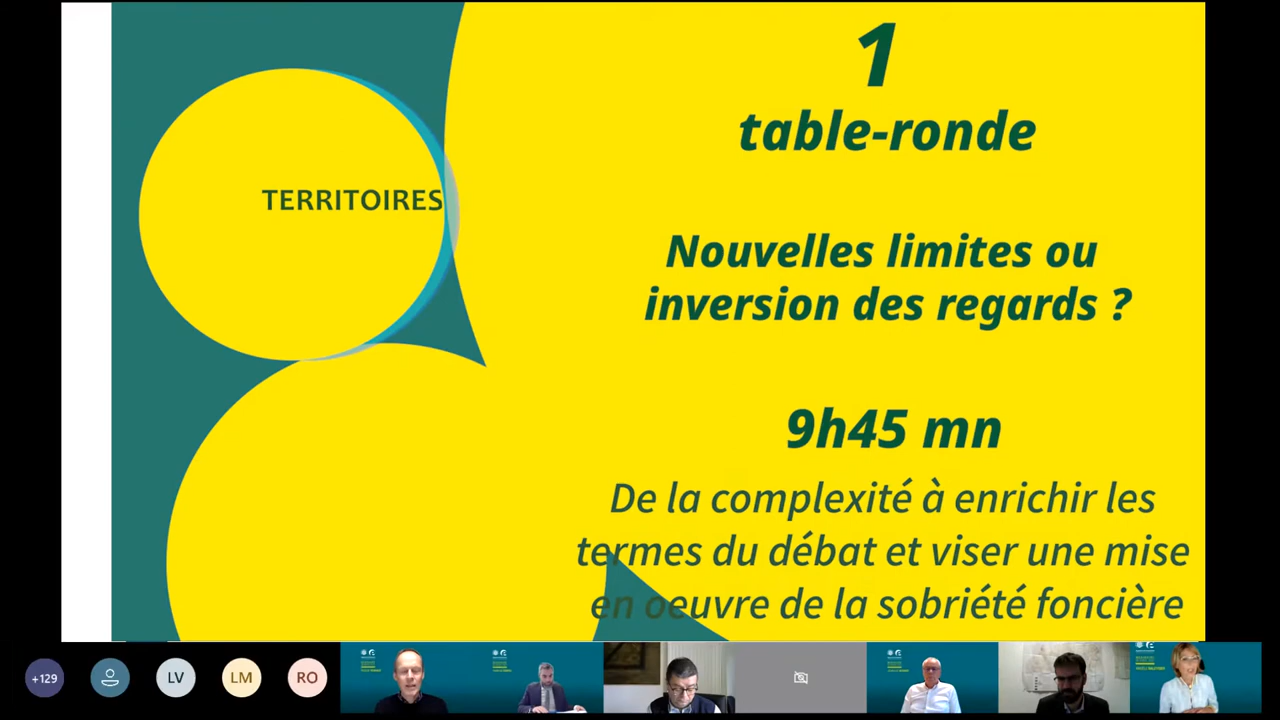 1
table-ronde
TERRITOIRES
Nouvelles limites ou
inversion des regards ?
9h45 mn
De la complexité à enrichir les
termes du débat et viser une mise
en oeuvre de la sobriété foncière
+129
LV
LM
RO